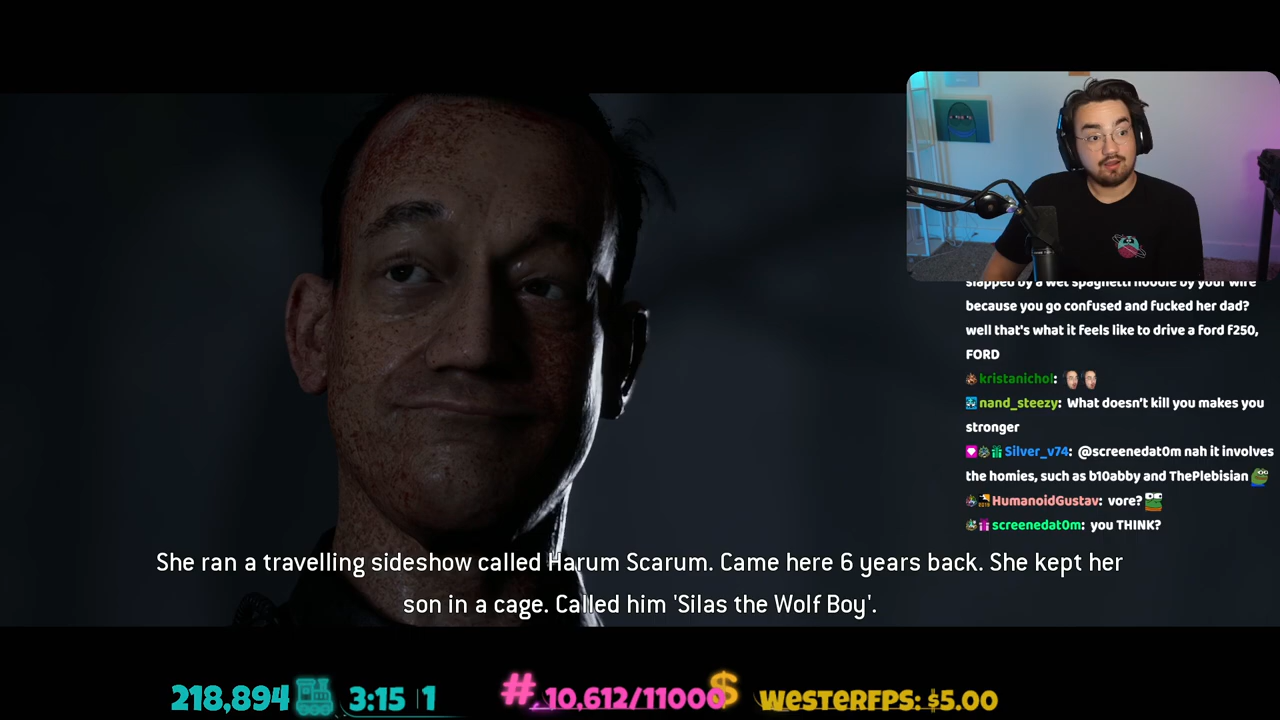 slapped by a wet spaghetti noodle by your wife
because you go confused and fucked her dad?
well that's what it feels like to drive a ford f250,
FORD
kristanichol:
nand_steezy: What doesn't kill you makes you
stronger
Silver_v74: @screenedat0m nah it involves
the homies, such as b10abby and ThePlebisian
HumanoidGustav: vore?
screenedat0m: you THINK?
She ran a travelling sideshow called Harum Scarum. Came here 6 years back. She kept her
son in a cage. Called him 'Silas the Wolf Boy'.
218,894 3:15 | 1 # 10,612/11000 $ WESTERFPS: $5.00